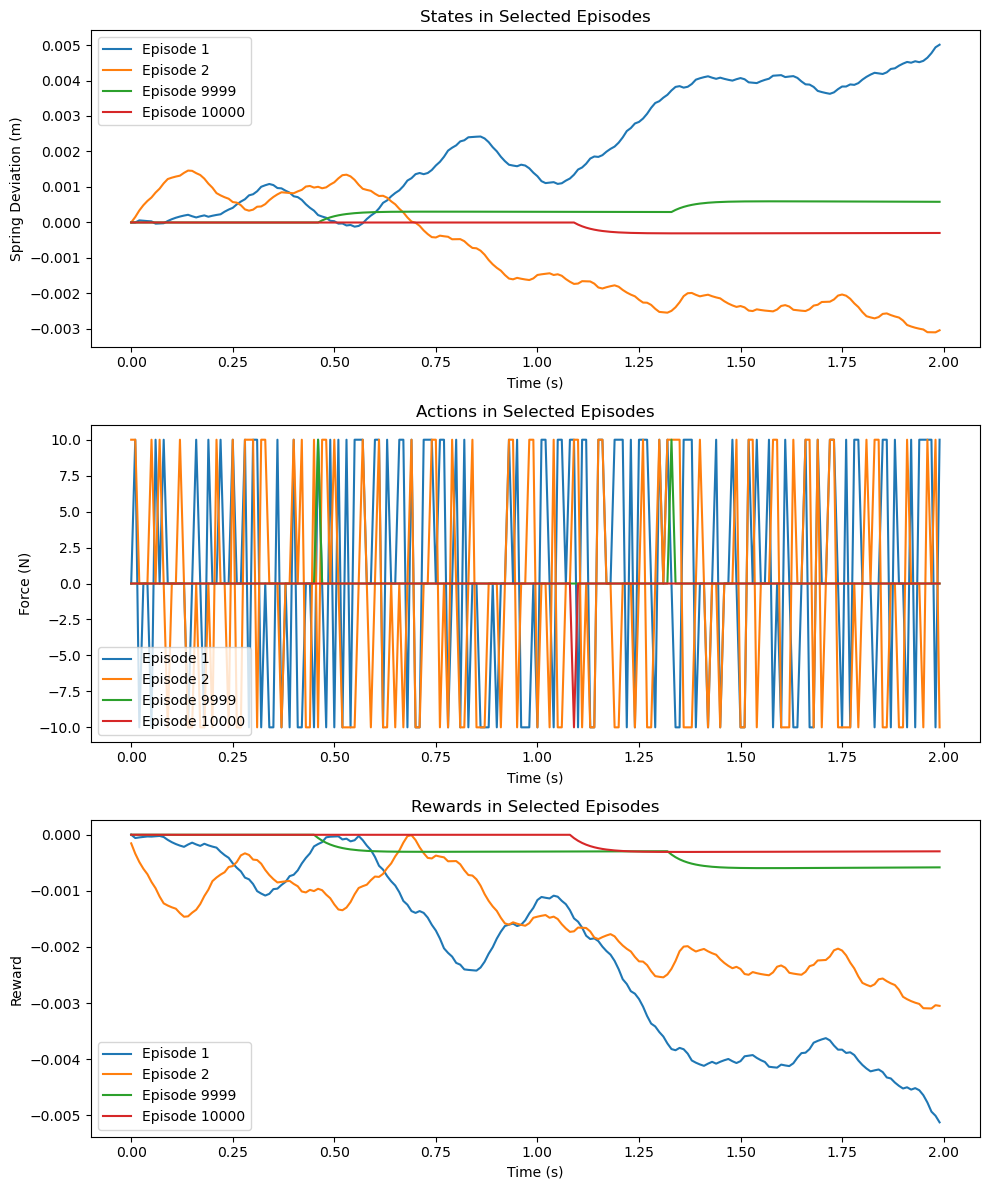 States in Selected Episodes
Spring Deviation (m)
0.005
0.004
0.003
0.002
0.001
0.000
−0.001
−0.002
−0.003
Episode 1
Episode 2
Episode 9999
Episode 10000
0.00 0.25 0.50 0.75 1.00 1.25 1.50 1.75 2.00
Time (s)
Actions in Selected Episodes
Force (N)
10.0
7.5
5.0
2.5
0.0
−2.5
−5.0
−7.5
−10.0
Episode 1
Episode 2
Episode 9999
Episode 10000
0.00 0.25 0.50 0.75 1.00 1.25 1.50 1.75 2.00
Time (s)
Rewards in Selected Episodes
Reward
0.000
−0.001
−0.002
−0.003
−0.004
−0.005
Episode 1
Episode 2
Episode 9999
Episode 10000
0.00 0.25 0.50 0.75 1.00 1.25 1.50 1.75 2.00
Time (s)